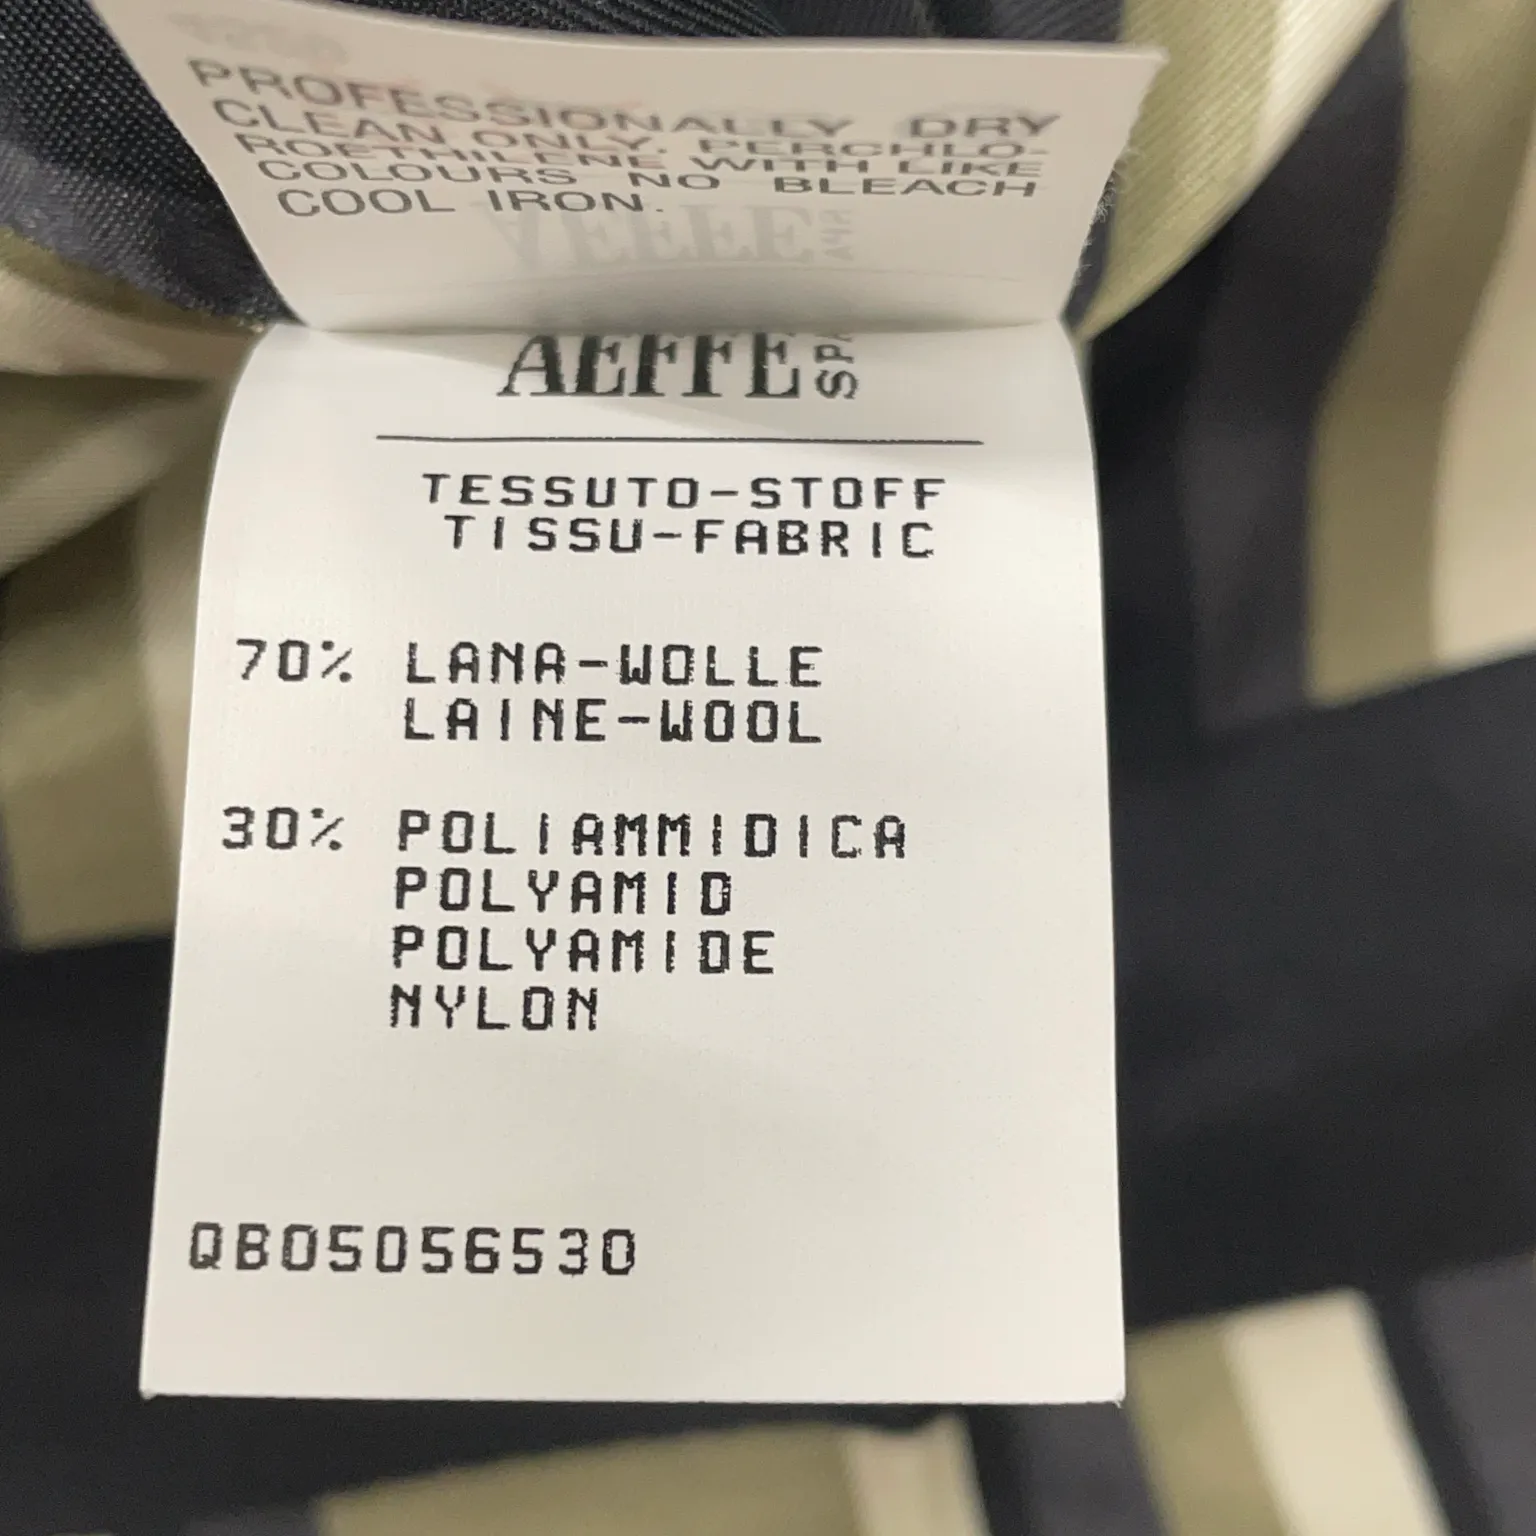 PROFESSIONALLY DRY
CLEAN ONLY. PERCHLO-
ROETHILENE WITH LIKE
COLOURS NO BLEACH
COOL IRON.
AEFFE SPA
TESSUTO-STOFF
TISSU-FABRIC
70% LANA-WOLLE
LAINE-WOOL
30% POLIAMMIDICA
POLYAMID
POLYAMIDE
NYLON
QB05056530